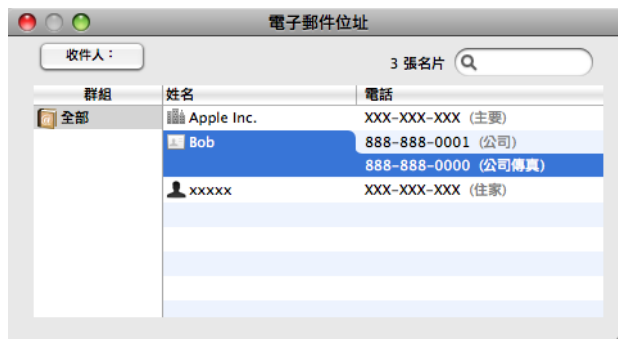 電子郵件位址
收件人：
3 張名片
群組 姓名 電話
全部 Apple Inc. XXX-XXX-XXX (主要)
Bob 888-888-0001 (公司)
888-888-0000 (公司傳真)
xxxxx XXX-XXX-XXX (住家)